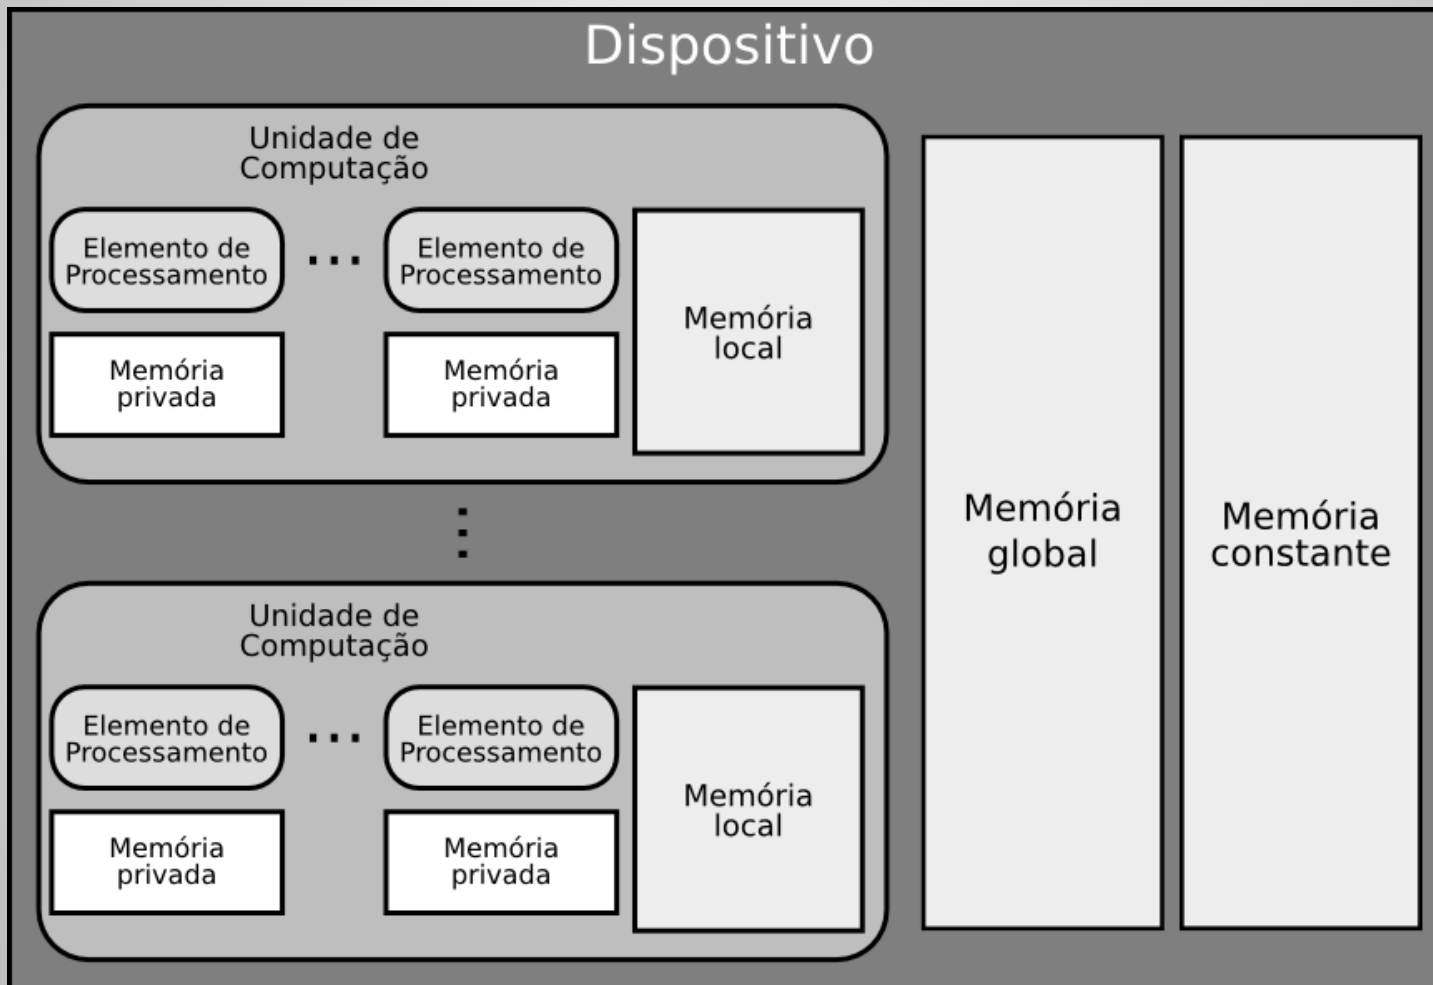 Dispositivo
Unidade de
Computação
Elemento de
Processamento
...
Elemento de
Processamento
Memória
privada
Memória
privada
Memória
local
...
Unidade de
Computação
Elemento de
Processamento
...
Elemento de
Processamento
Memória
privada
Memória
privada
Memória
local
Memória
global
Memória
constante